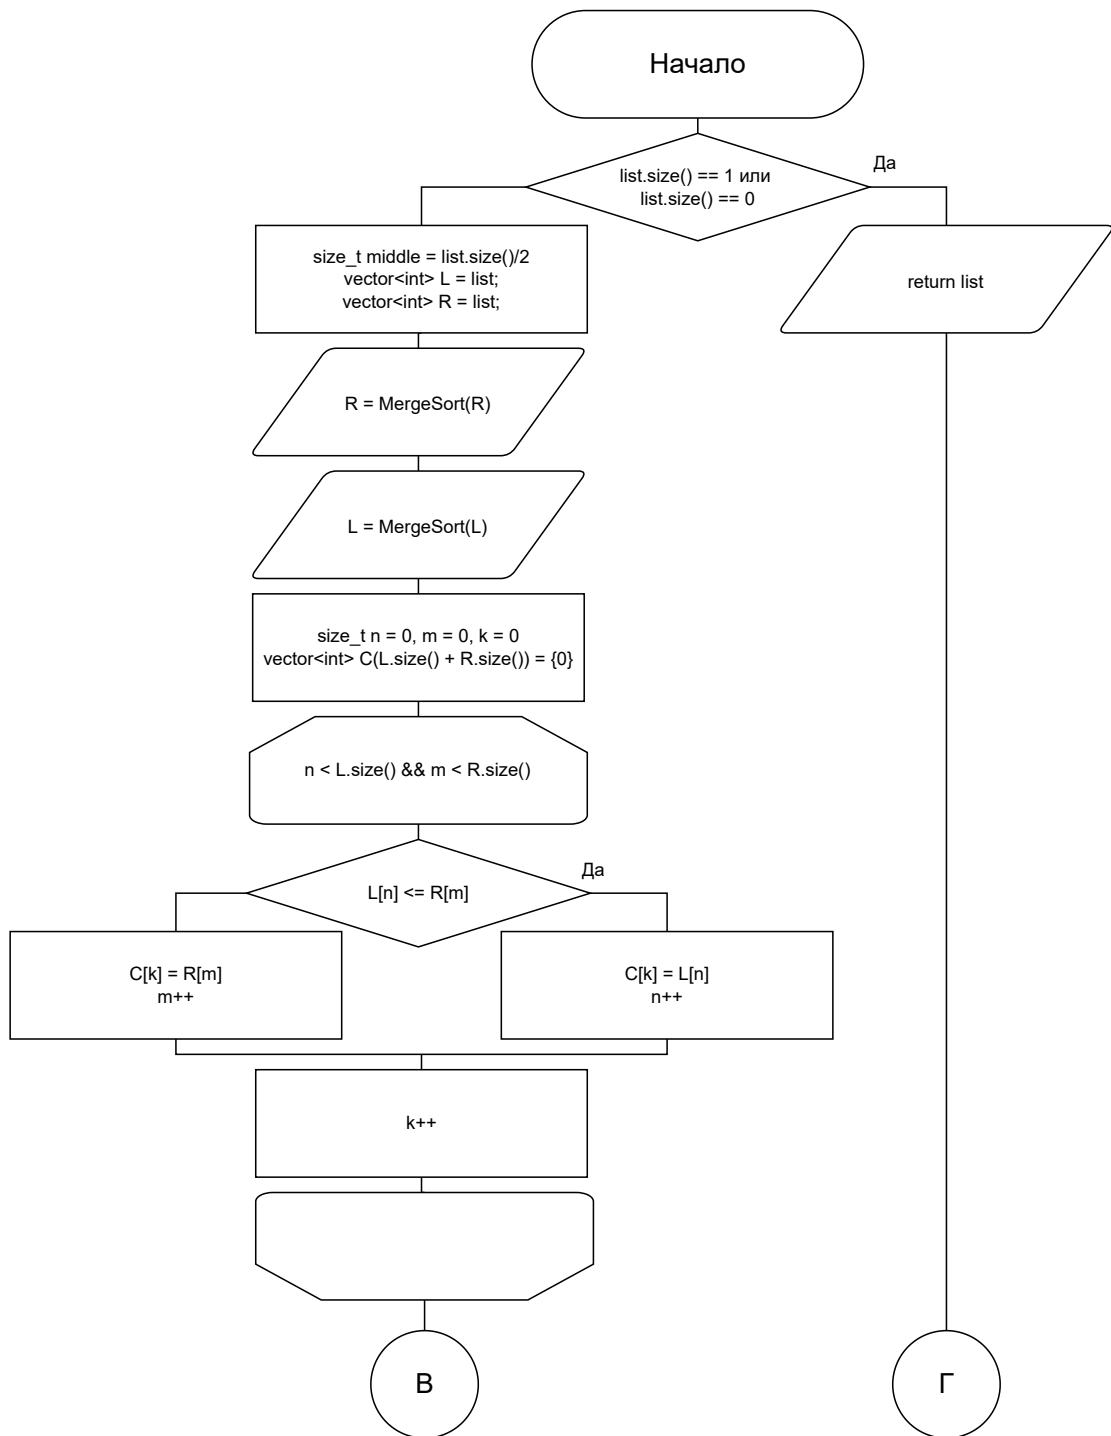 Начало
Да
list.size() == 1 или
list.size() == 0
size_t middle = list.size()/2
vector<int> L = list;
vector<int> R = list;
return list
R = MergeSort(R)
L = MergeSort(L)
size_t n = 0, m = 0, k = 0
vector<int> C(L.size() + R.size()) = {0}
n < L.size() && m < R.size()
Да
L[n] <= R[m]
C[k] = R[m]
m++
C[k] = L[n]
n++
k++
В
Г